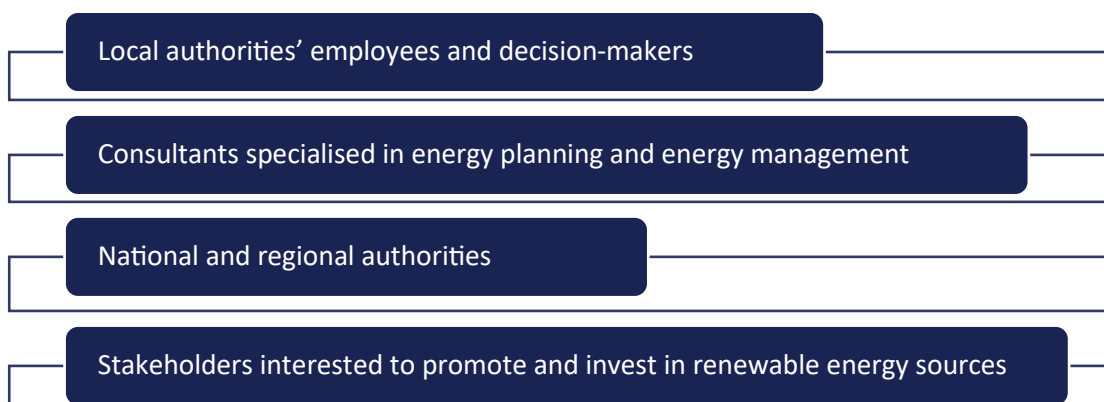 Local authorities’ employees and decision-makers
Consultants specialised in energy planning and energy management
National and regional authorities
Stakeholders interested to promote and invest in renewable energy sources